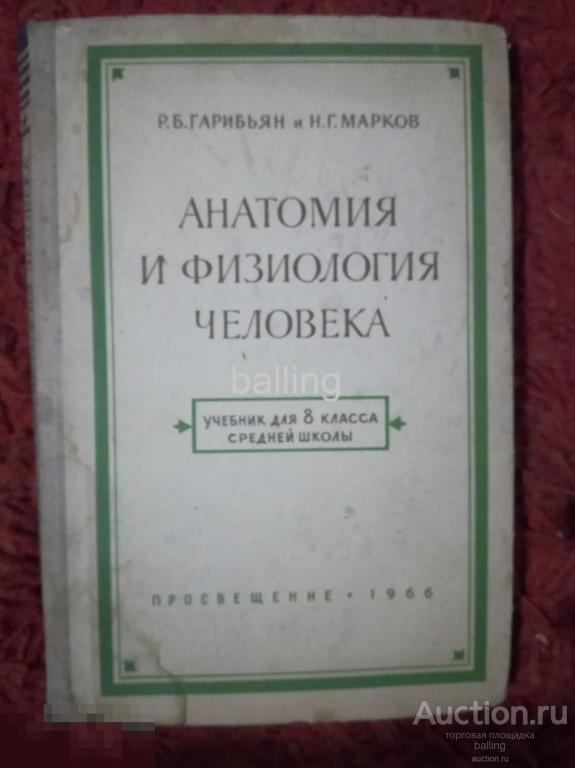 Р.Б.ГАРИБЬЯН и Н.Г.МАРКОВ
АНАТОМИЯ
И ФИЗИОЛОГИЯ
ЧЕЛОВЕКА
balling
УЧЕБНИК ДЛЯ 8 КЛАССА
СРЕДНЕЙ ШКОЛЫ
ПРОСВЕЩЕНИЕ • 1966
Auction.ru
торговая площадка
balling
auction.ru